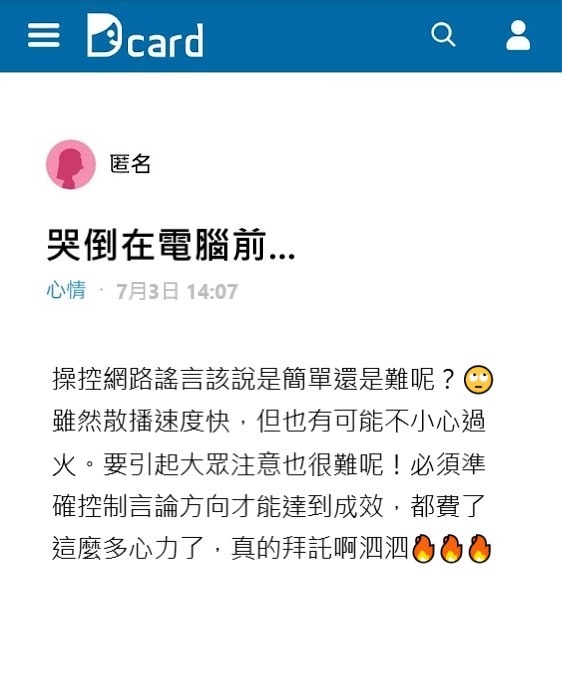 Dcard
匿名
哭倒在電腦前...
心情 · 7月3日 14:07
操控網路謠言該說是簡單還是難呢？🙄
雖然散播速度快，但也有可能不小心過
火。要引起大眾注意也很難呢！必須準
確控制言論方向才能達到成效，都費了
這麼多心力了，真的拜託啊泗泗🔥🔥🔥